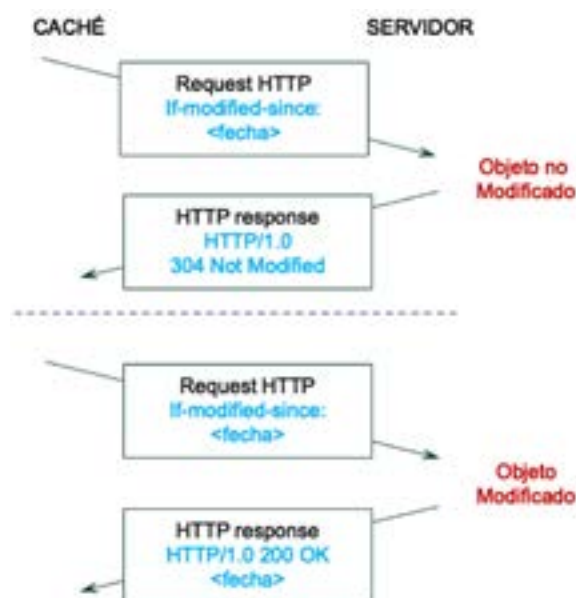 CACHÉ SERVIDOR
Request HTTP
If-modified-since:
<fecha>
Objeto no
Modificado
HTTP response
HTTP/1.0
304 Not Modified
Request HTTP
If-modified-since:
<fecha>
Objeto
Modificado
HTTP response
HTTP/1.0 200 OK
<fecha>